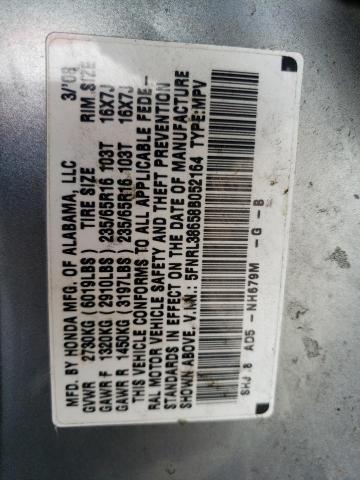 MFD. BY HONDA MFG. OF ALABAMA, LLC 3/'08
GVWR 2730KG (6019LBS) TIRE SIZE RIM SIZE
GAWR F 1320KG (2910LBS) 235/65R16 103T 16X7J
GAWR R 1450KG (3197LBS) 235/65R16 103T 16X7J
THIS VEHICLE CONFORMS TO ALL APPLICABLE FEDE-
RAL MOTOR VEHICLE SAFETY AND THEFT PREVENTION
STANDARDS IN EFFECT ON THE DATE OF MANUFACTURE
SHOWN ABOVE. V.I.N.: 5FNRL38658B052164 TYPE:MPV
SHJ 8 AD5 -NH679M -G -B